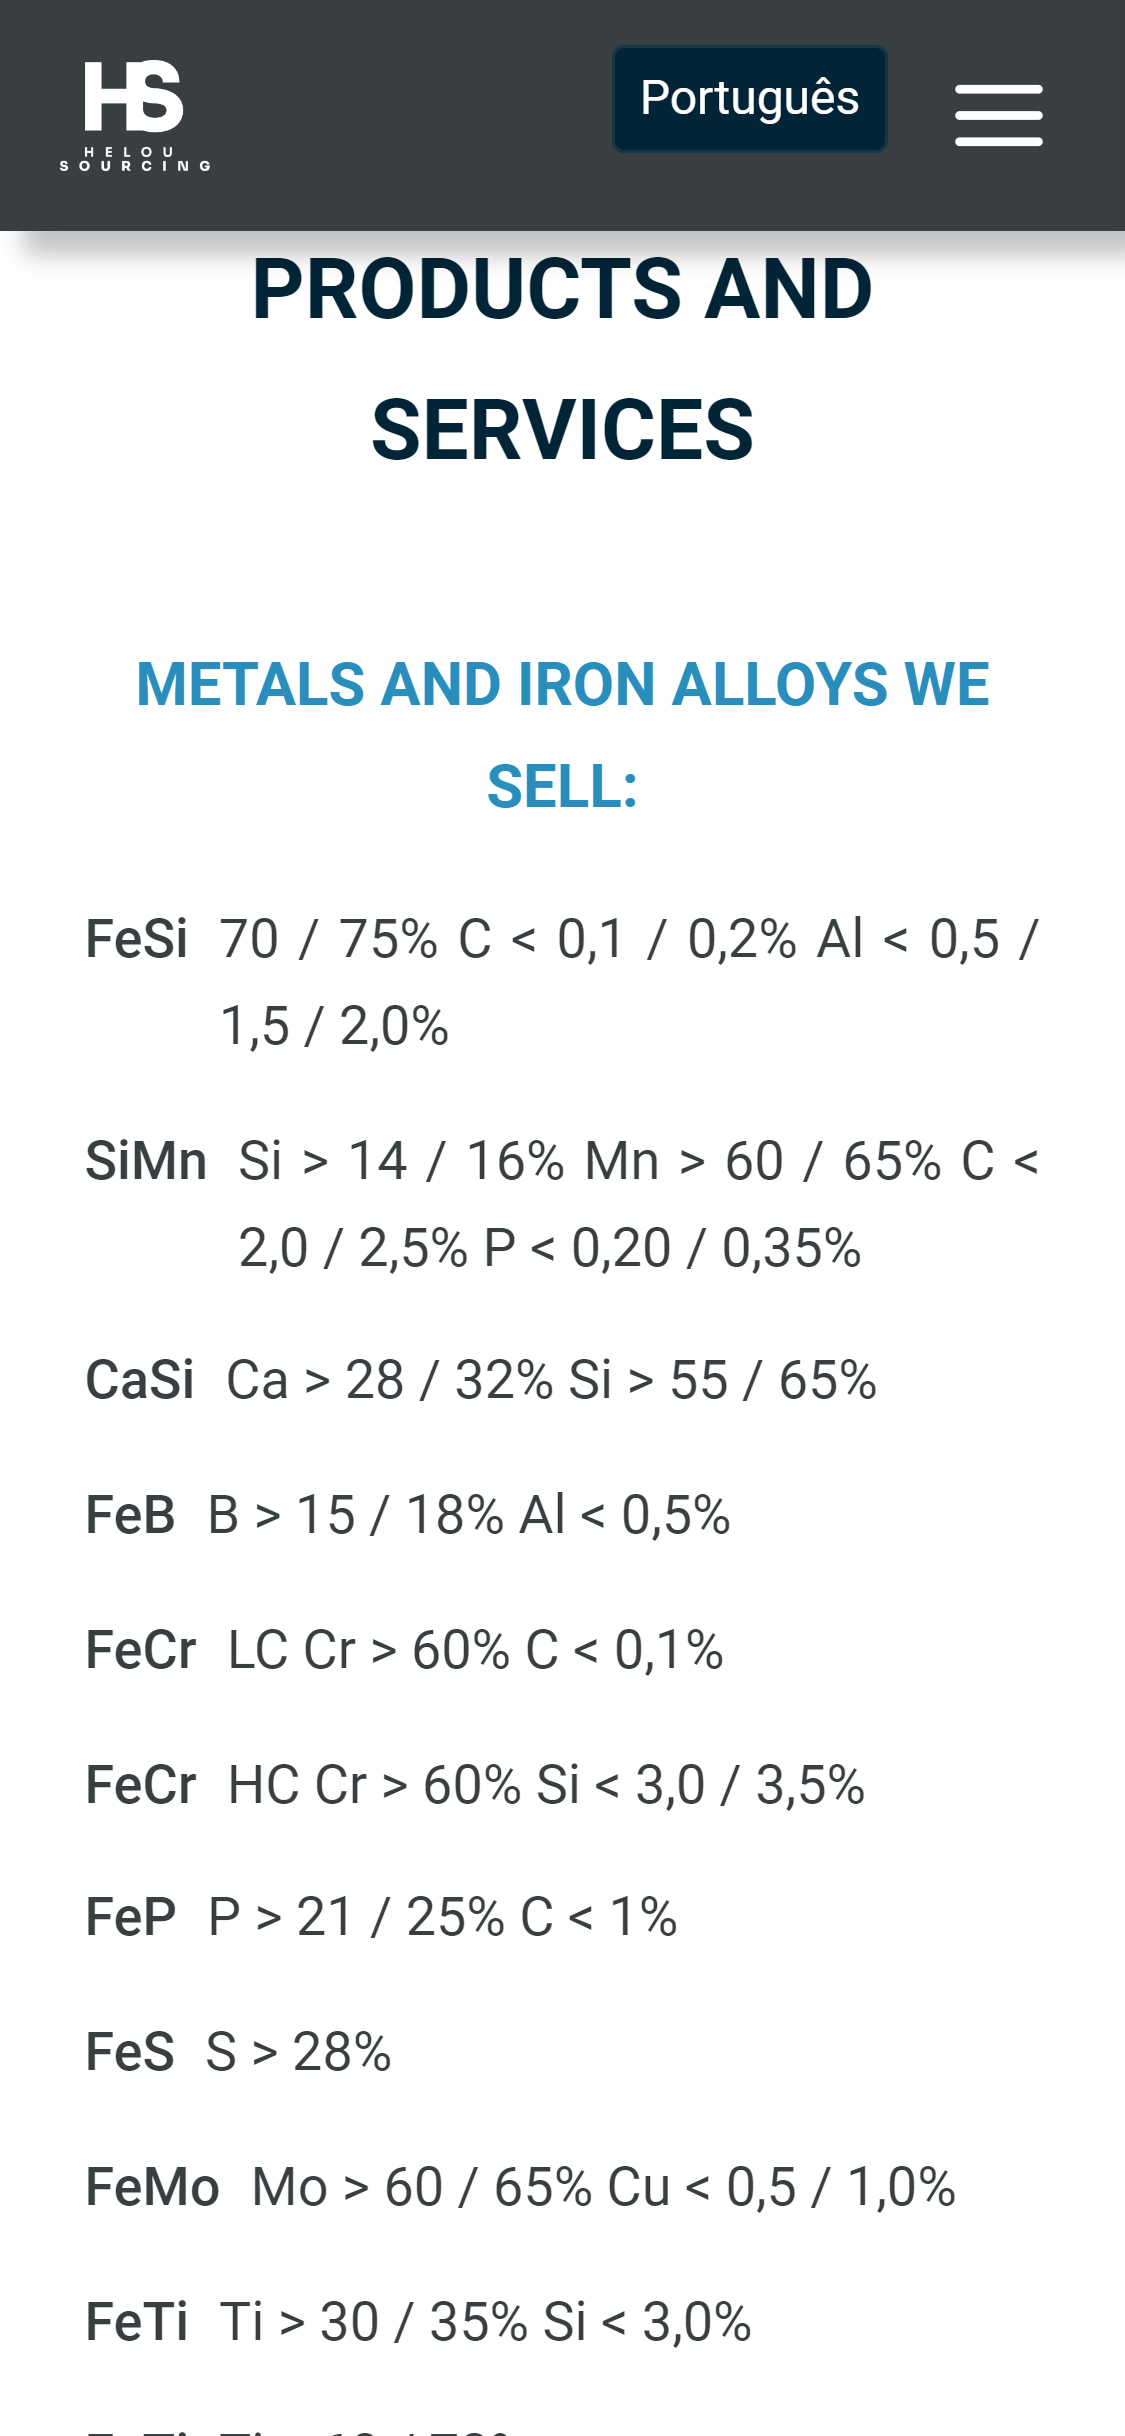 HS
HELOU
SOURCING
Português
PRODUCTS AND
SERVICES
METALS AND IRON ALLOYS WE
SELL:
FeSi 70 / 75% C < 0,1 / 0,2% Al < 0,5 /
1,5 / 2,0%
SiMn Si > 14 / 16% Mn > 60 / 65% C <
2,0 / 2,5% P < 0,20 / 0,35%
CaSi Ca > 28 / 32% Si > 55 / 65%
FeB B > 15 / 18% Al < 0,5%
FeCr LC Cr > 60% C < 0,1%
FeCr HC Cr > 60% Si < 3,0 / 3,5%
FeP P > 21 / 25% C < 1%
FeS S > 28%
FeMo Mo > 60 / 65% Cu < 0,5 / 1,0%
FeTi Ti > 30 / 35% Si < 3,0%